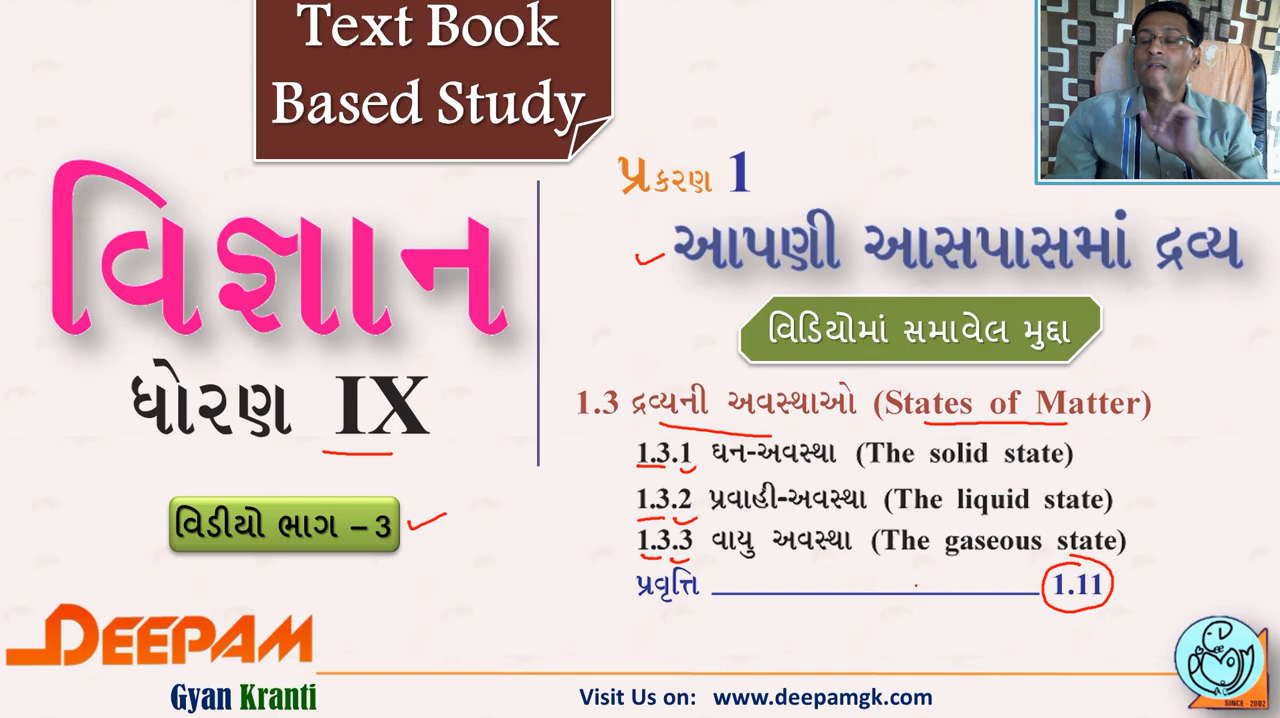 Text Book
Based Study
વિજ્ઞાન
ધોરણ IX
વિડીયો ભાગ – 3
પ્રકરણ 1
આપણી આસપાસમાં દ્રવ્ય
વિડિયોમાં સમાવેલ મુદ્દા
1.3 દ્રવ્યની અવસ્થાઓ (States of Matter)
1.3.1 ઘન-અવસ્થા (The solid state)
1.3.2 પ્રવાહી-અવસ્થા (The liquid state)
1.3.3 વાયુ અવસ્થા (The gaseous state)
પ્રવૃત્તિ 1.11
DEEPAM
Gyan Kranti
Visit Us on: www.deepamgk.com
SINCE - 2002